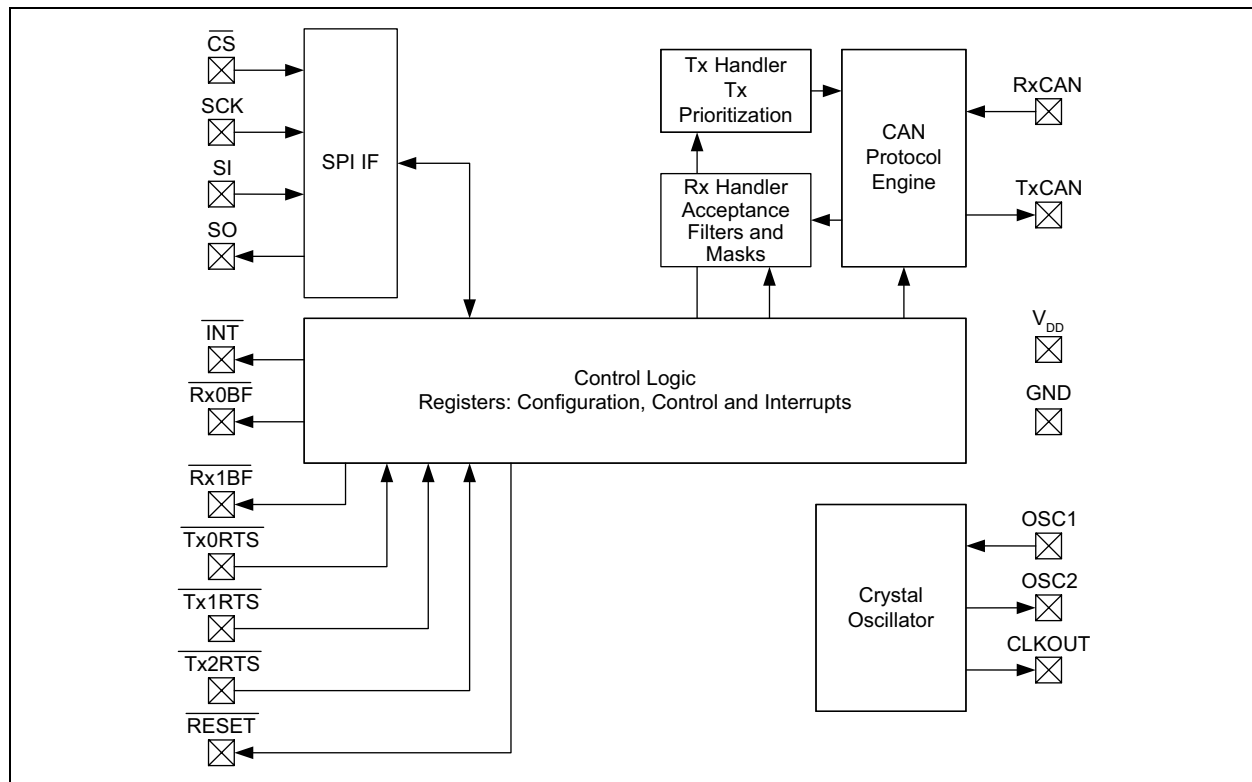 CS
SCK
SI
SO
SPI IF
Tx Handler
Tx
Prioritization
Rx Handler
Acceptance
Filters and
Masks
CAN
Protocol
Engine
RxCAN
TxCAN
INT
Rx0BF
Rx1BF
Tx0RTS
Tx1RTS
Tx2RTS
RESET
Control Logic
Registers: Configuration, Control and Interrupts
VDD
GND
Crystal
Oscillator
OSC1
OSC2
CLKOUT